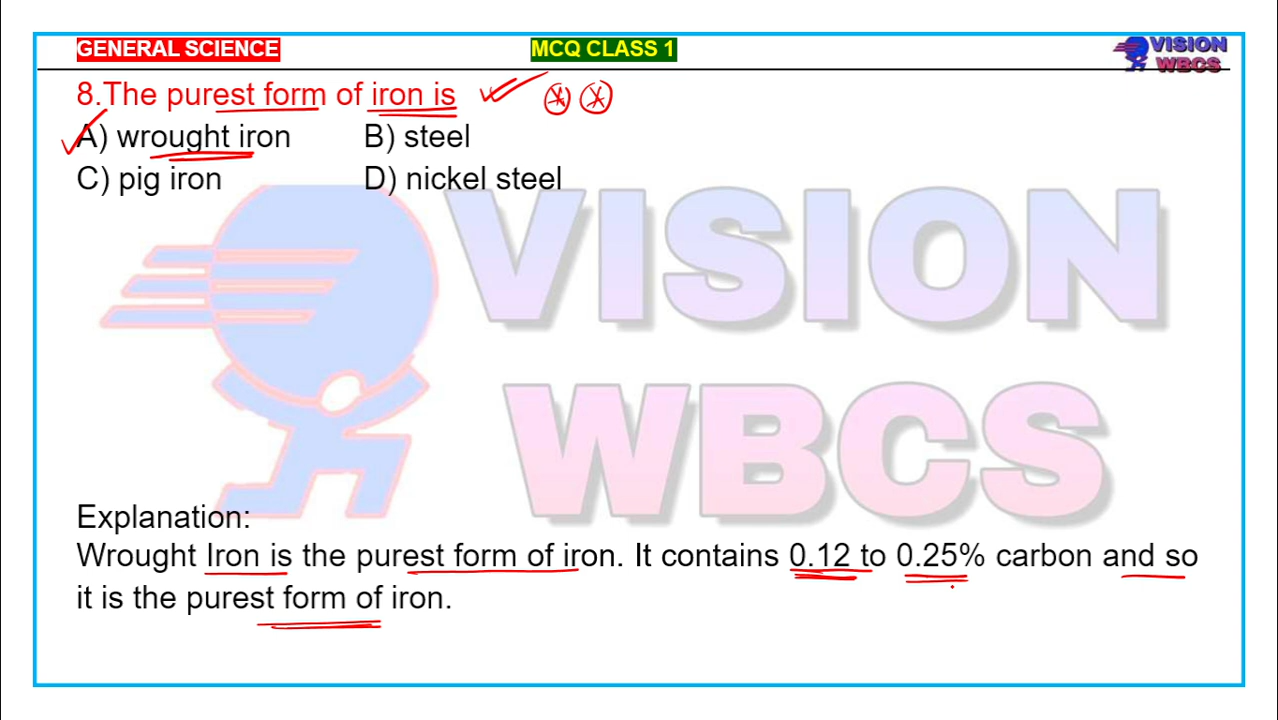 GENERAL SCIENCE MCQ CLASS 1 VISION
WBCS
8.The purest form of iron is
A) wrought iron B) steel
C) pig iron D) nickel steel
VISION
WBCS
Explanation:
Wrought Iron is the purest form of iron. It contains 0.12 to 0.25% carbon and so
it is the purest form of iron.